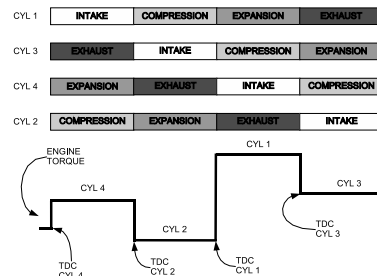 CYL 1 INTAKE COMPRESSION EXPANSION EXHAUST
CYL 3 EXHAUST INTAKE COMPRESSION EXPANSION
CYL 4 EXPANSION EXHAUST INTAKE COMPRESSION
CYL 2 COMPRESSION EXPANSION EXHAUST INTAKE
ENGINE
TORQUE
CYL 1
CYL 4
CYL 3
CYL 2
TDC
CYL 3
TDC
CYL 4
TDC
CYL 2
TDC
CYL 1